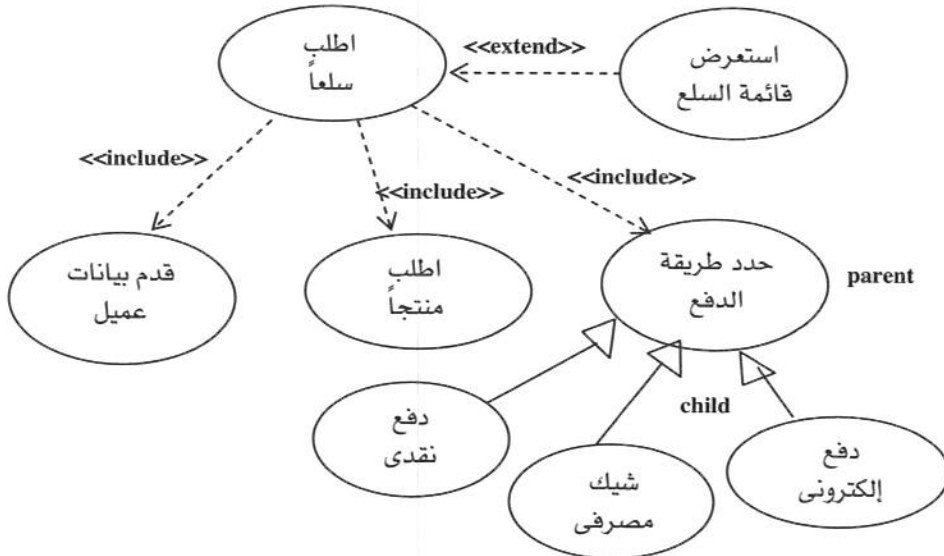 اطلب
سلعاً
<<extend>>
استعرض
قائمة السلع
<<include>>
<<include>>
<<include>>
قدم بيانات
عميل
اطلب
منتجاً
حدد طريقة
الدفع
parent
دفع
نقدى
child
شيك
مصرفى
دفع
إلكترونى